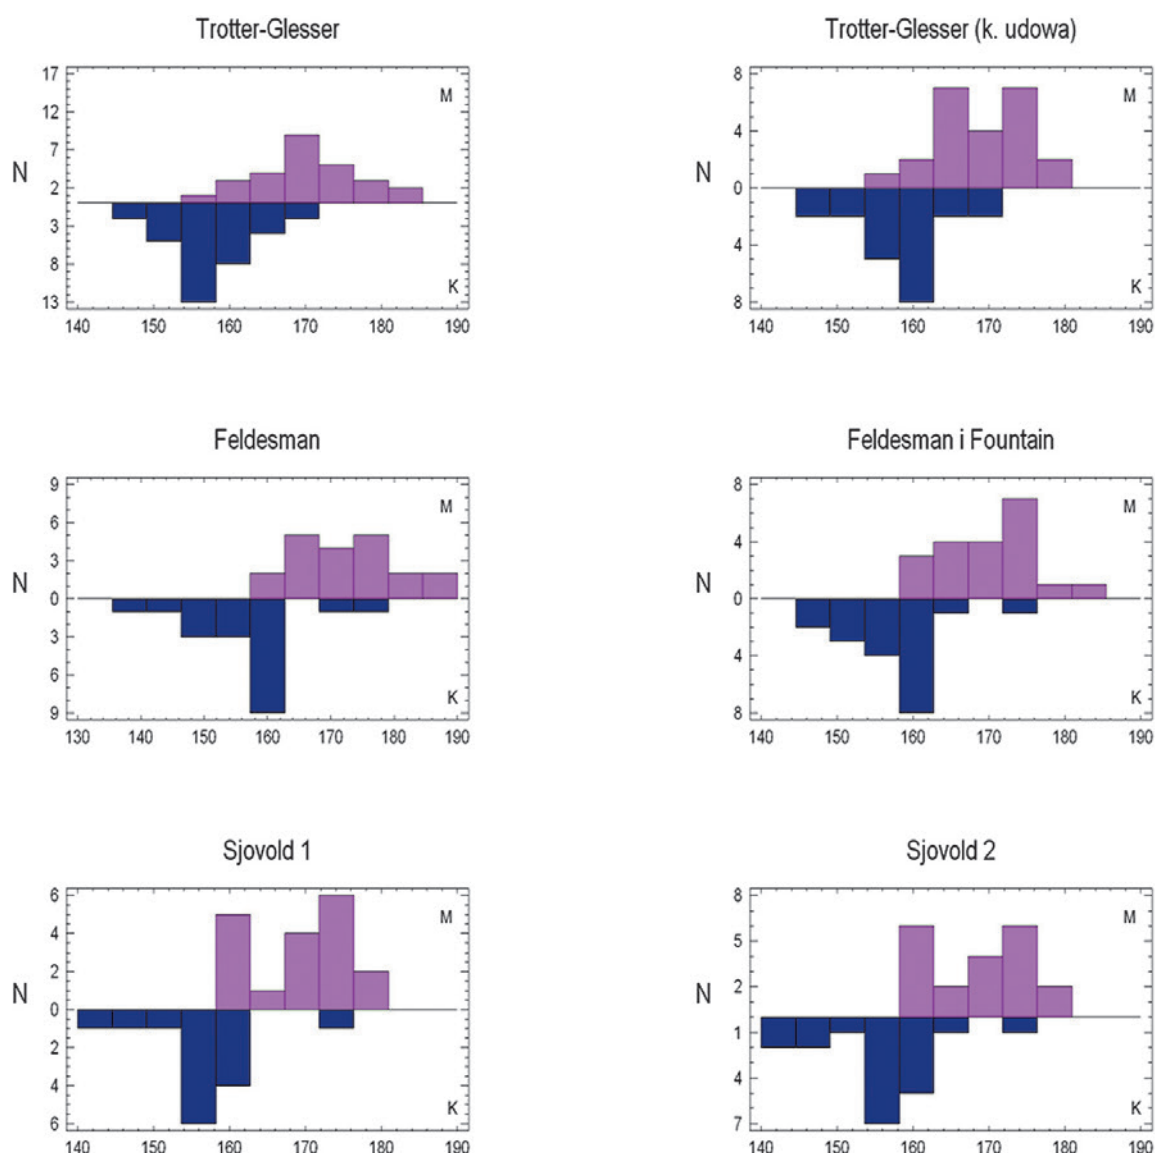 Trotter-Glesser
17
M
12
7
N
2
3
8
K
13
140 150 160 170 180 190
Trotter-Glesser (k. udowa)
8
M
4
N
0
4
K
8
140 150 160 170 180 190
Feldesman
9
M
6
3
N
0
3
6
K
9
130 140 150 160 170 180 190
Feldesman i Fountain
8
M
4
N
0
4
K
8
140 150 160 170 180 190
Sjovold 1
6
M
4
2
N
0
2
4
K
6
140 150 160 170 180 190
Sjovold 2
8
M
5
2
N
1
4
K
7
140 150 160 170 180 190